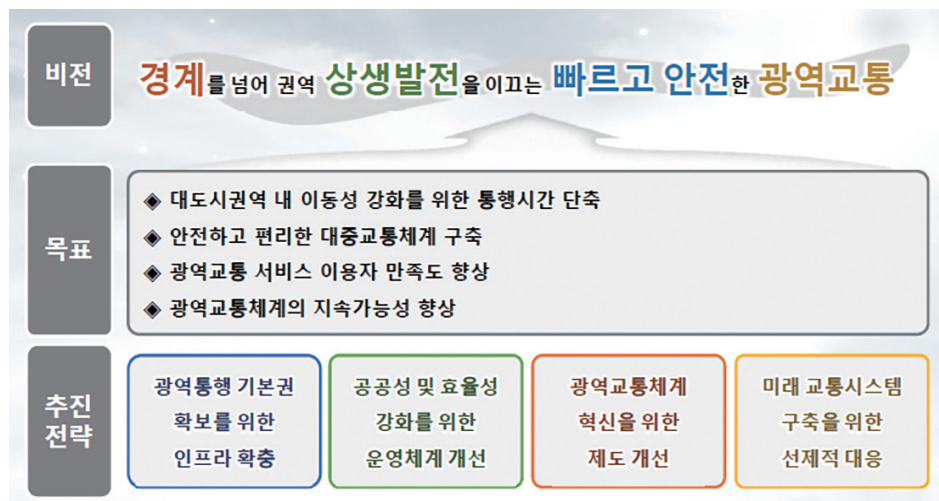 비전
경계를 넘어 권역 상생발전을 이끄는 빠르고 안전한 광역교통
목표
◈ 대도시권역 내 이동성 강화를 위한 통행시간 단축
◈ 안전하고 편리한 대중교통체계 구축
◈ 광역교통 서비스 이용자 만족도 향상
◈ 광역교통체계의 지속가능성 향상
추진
전략
광역통행 기본권
확보를 위한
인프라 확충
공공성 및 효율성
강화를 위한
운영체계 개선
광역교통체계
혁신을 위한
제도 개선
미래 교통시스템
구축을 위한
선제적 대응